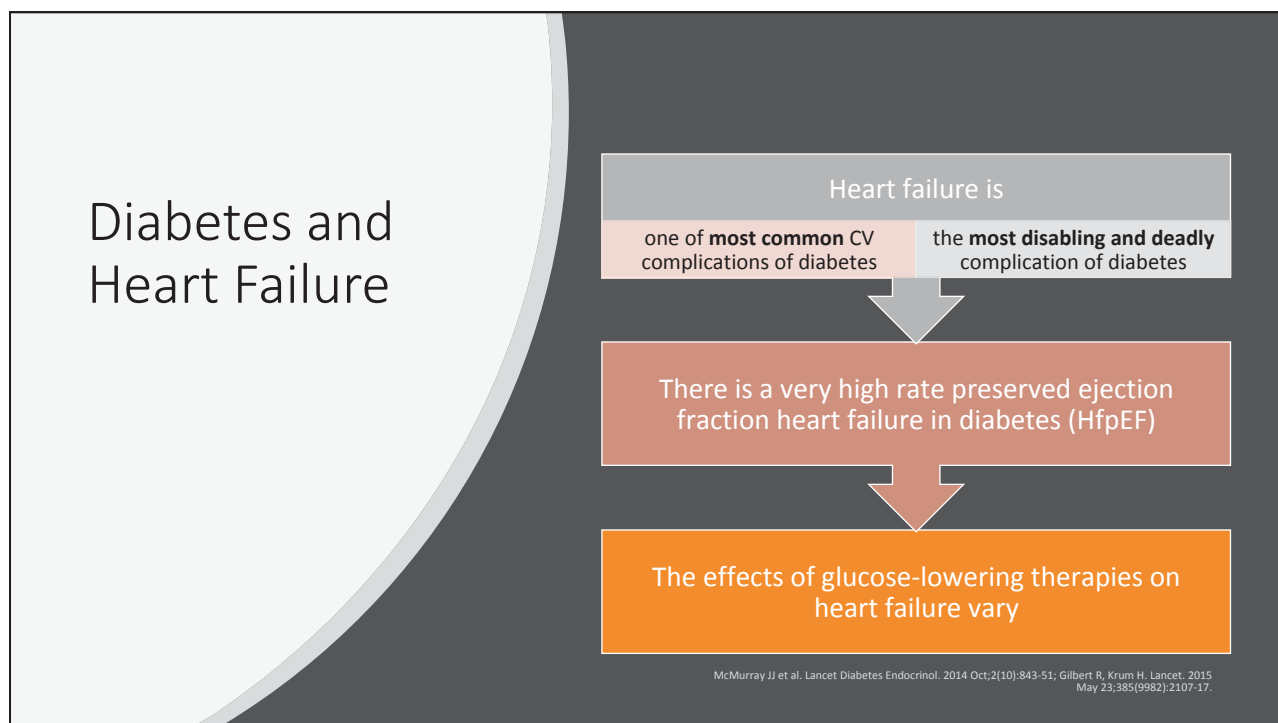 Diabetes and
Heart Failure
Heart failure is
one of most common CV
complications of diabetes
the most disabling and deadly
complication of diabetes
There is a very high rate preserved ejection
fraction heart failure in diabetes (HfpEF)
The effects of glucose-lowering therapies on
heart failure vary
McMurray JJ et al. Lancet Diabetes Endocrinol. 2014 Oct;2(10):843-51; Gilbert R, Krum H. Lancet. 2015
May 23;385(9982):2107-17.